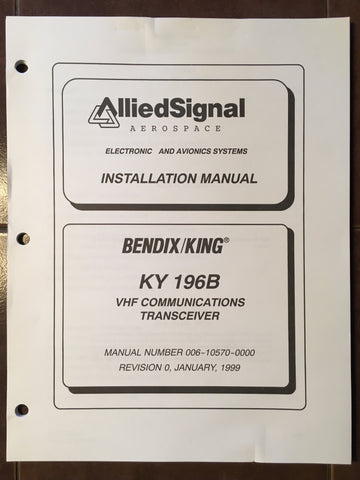 AlliedSignal
AEROSPACE
ELECTRONIC AND AVIONICS SYSTEMS
INSTALLATION MANUAL
BENDIX/KING®
KY 196B
VHF COMMUNICATIONS
TRANSCEIVER
MANUAL NUMBER 006-10570-0000
REVISION 0, JANUARY, 1999